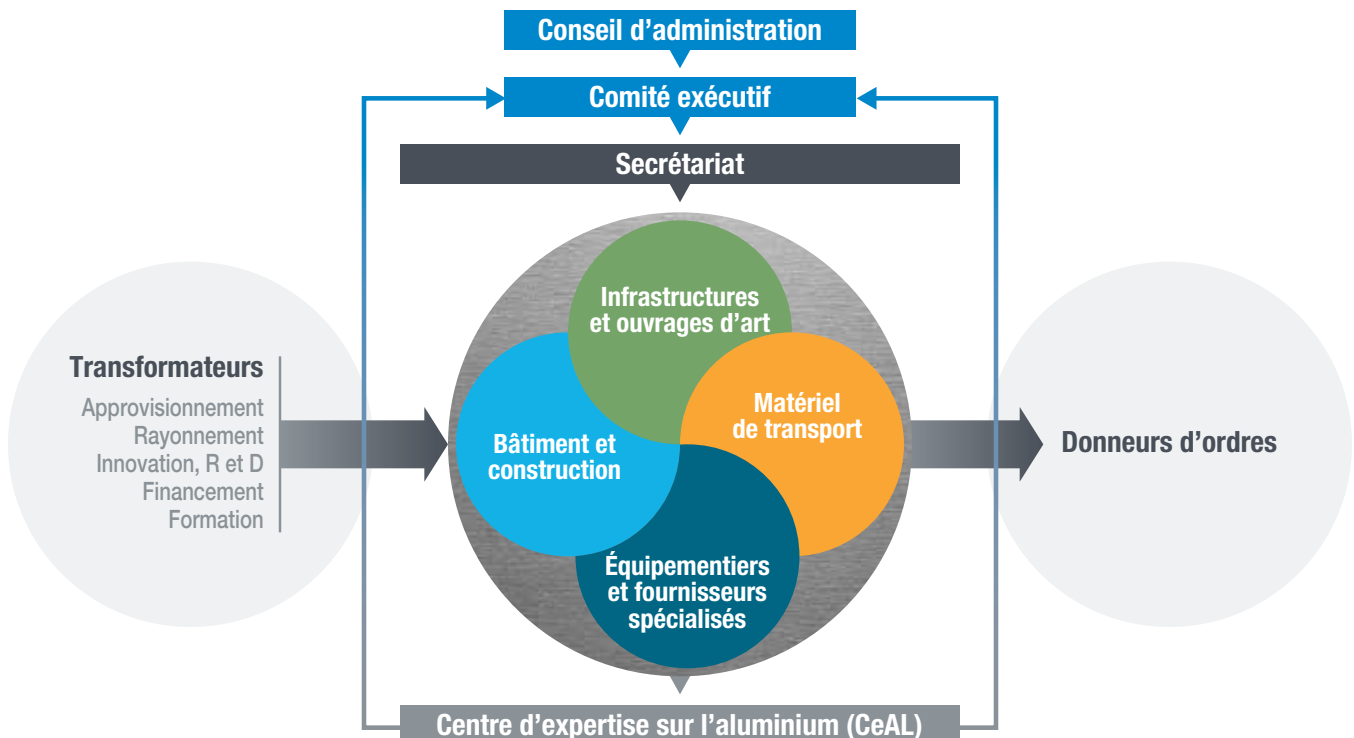 Conseil d’administration
Comité exécutif
Secrétariat
Infrastructures
et ouvrages d’art
Transformateurs
Approvisionnement
Rayonnement
Innovation, R et D
Financement
Formation
Bâtiment et
construction
Matériel
de transport
Donneurs d’ordres
Équipementiers
et fournisseurs
spécialisés
Centre d’expertise sur l’aluminium (CeAL)